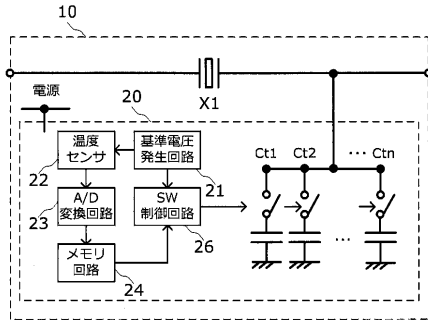 10
X1
電源
20
温度
センサ
基準電圧
発生回路
Ct1 Ct2 … Ctn
22
21
A/D
変換回路
SW
制御回路
23
26
…
メモリ
回路
24